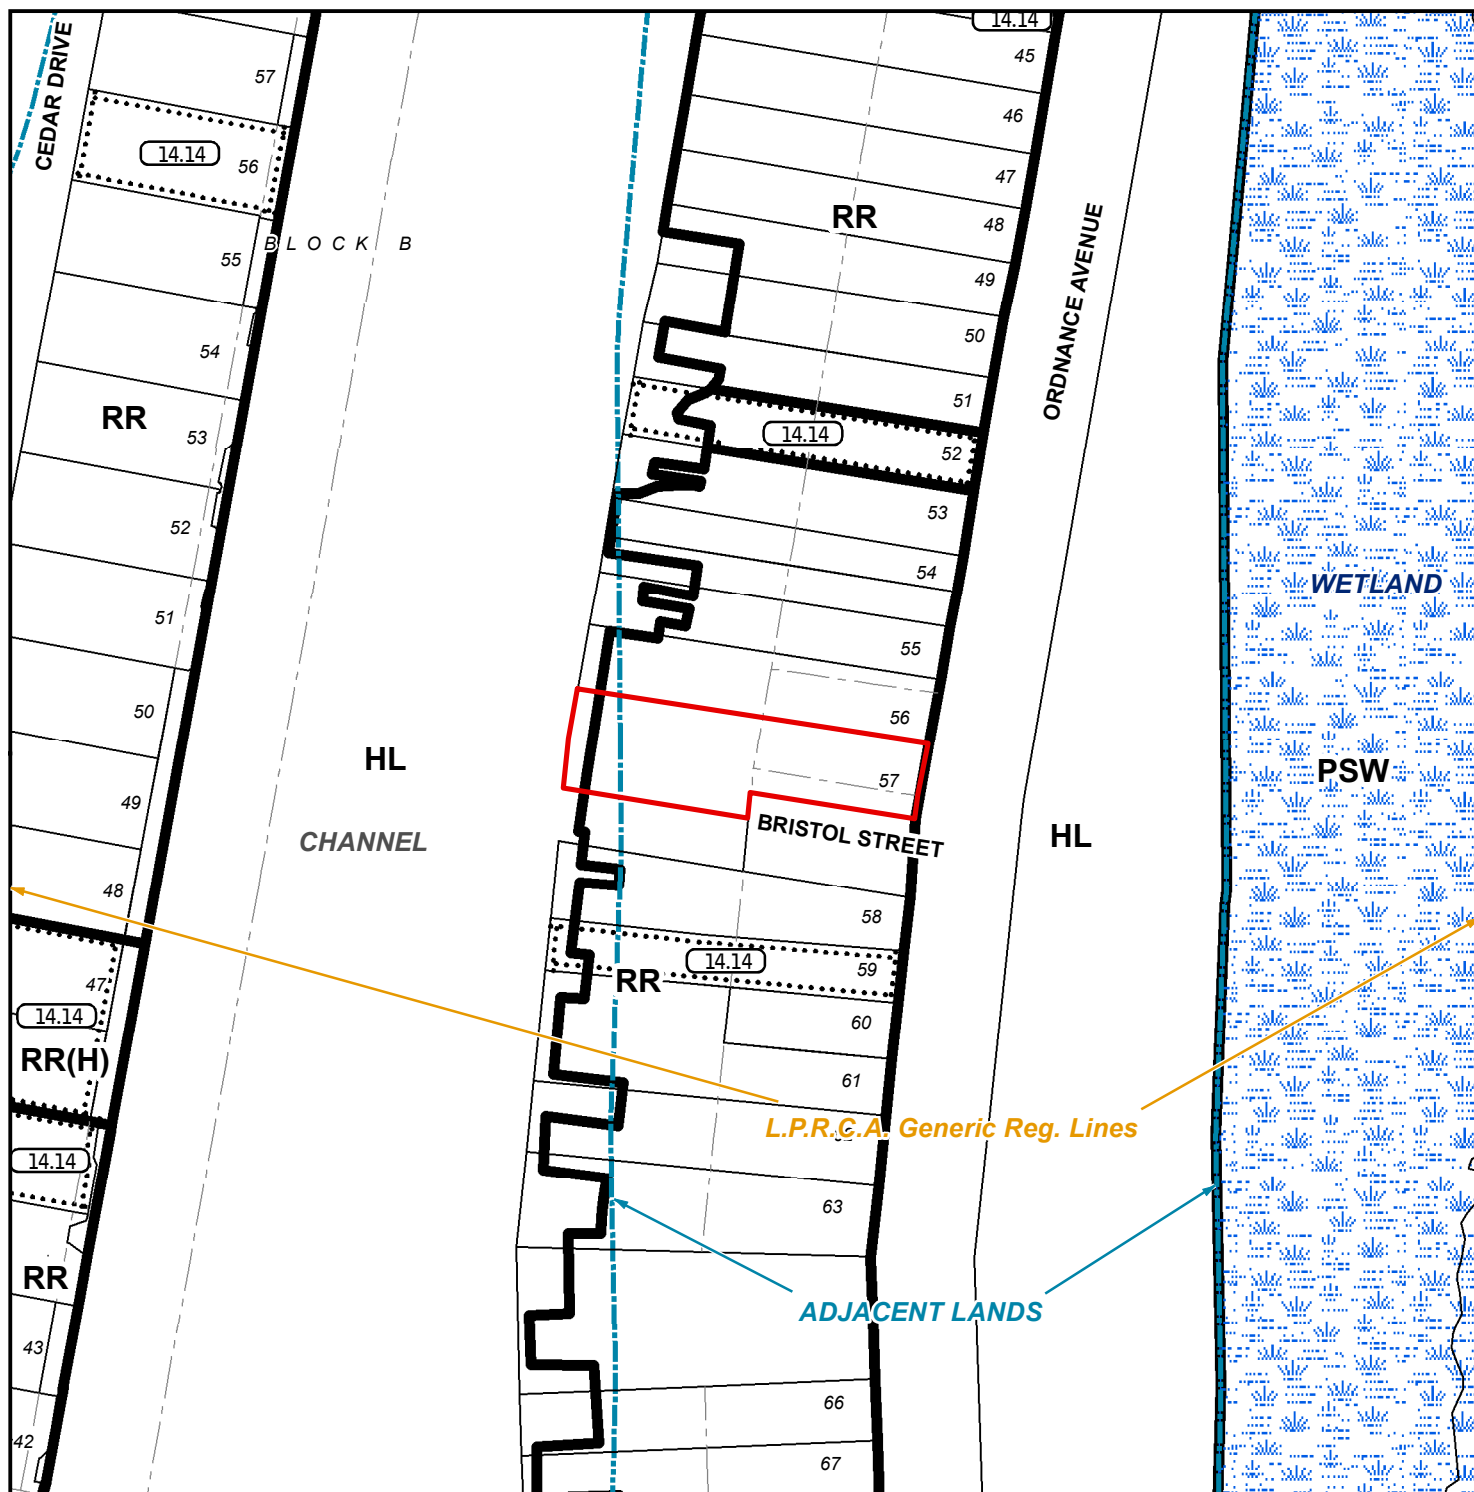 14.14
45
CEDAR DRIVE
57
46
14.14
56
47
RR
48
BLOCK B
55
49
50
54
ORDNANCE AVENUE
51
RR
53
14.14
52
53
52
54
WETLAND
51
55
50
56
HL
PSW
57
49
BRISTOL STREET
HL
CHANNEL
48
58
14.14
59
RR
47
14.14
60
RR(H)
61
L.P.R.C.A. Generic Reg. Lines
14.14
63
RR
ADJACENT LANDS
43
66
42
67